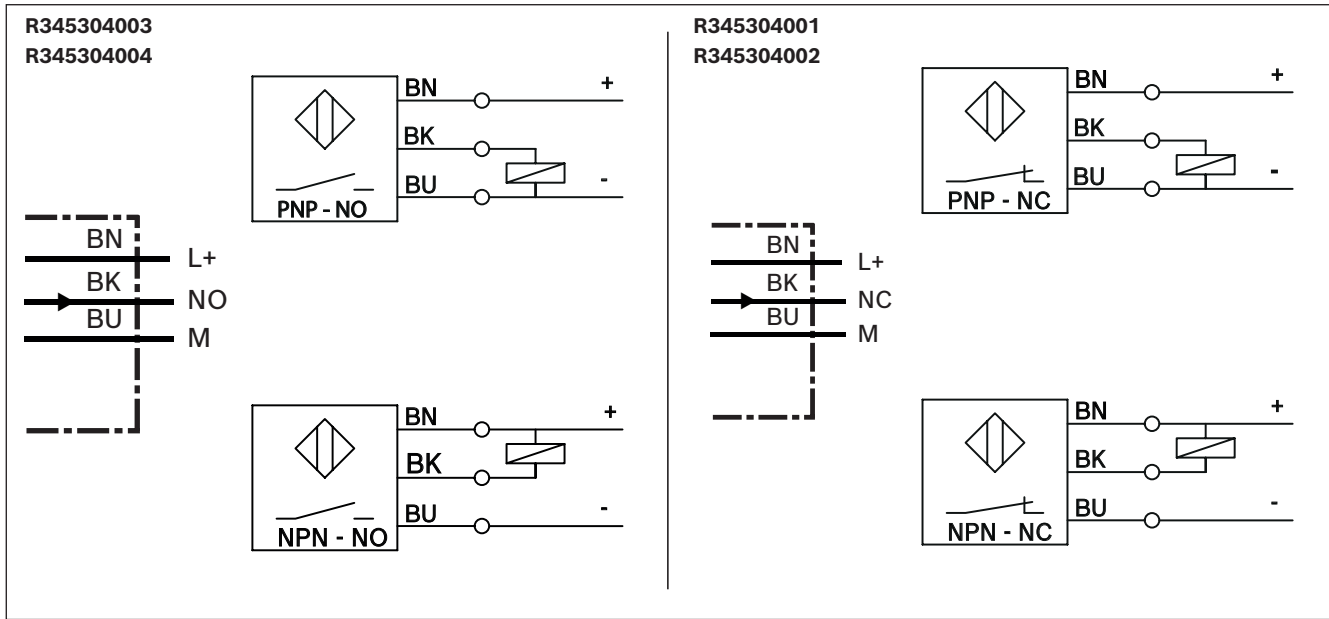 R345304003
R345304004
BN +
BK
BU -
PNP - NO
BN L+
BK NO
BU M
BN +
BK
BU -
NPN - NO
R345304001
R345304002
BN +
BK
BU -
PNP - NC
BN L+
BK NC
BU M
BN +
BK
BU -
NPN - NC